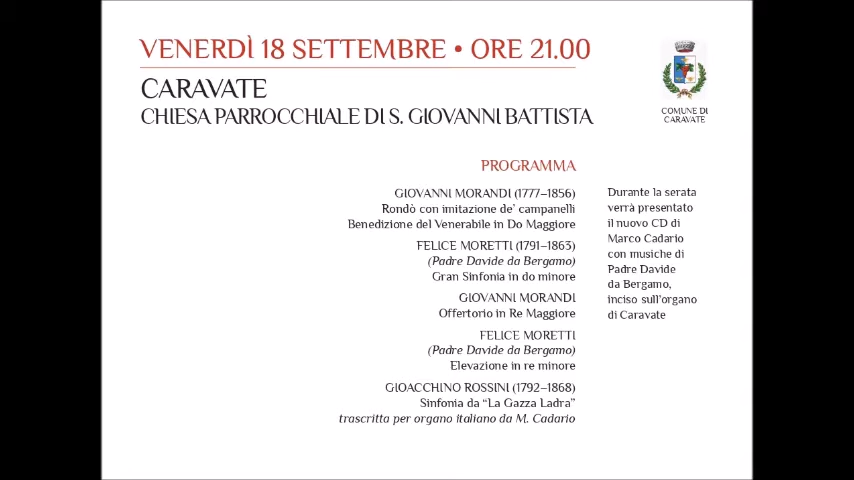 VENERDÌ 18 SETTEMBRE • ORE 21.00
CARAVATE
CHIESA PARROCCHIALE DI S. GIOVANNI BATTISTA
COMUNE DI
CARAVATE
PROGRAMMA
GIOVANNI MORANDI (1777–1856)
Rondò con imitazione de’ campanelli
Benedizione del Venerabile in Do Maggiore
FELICE MORETTI (1791–1863)
(Padre Davide da Bergamo)
Gran Sinfonia in do minore
GIOVANNI MORANDI
Offertorio in Re Maggiore
FELICE MORETTI
(Padre Davide da Bergamo)
Elevazione in re minore
GIOACCHINO ROSSINI (1792–1868)
Sinfonia da “La Gazza Ladra”
trascritta per organo italiano da M. Cadario
Durante la serata
verrà presentato
il nuovo CD di
Marco Cadario
con musiche di
Padre Davide
da Bergamo,
inciso sull’organo
di Caravate